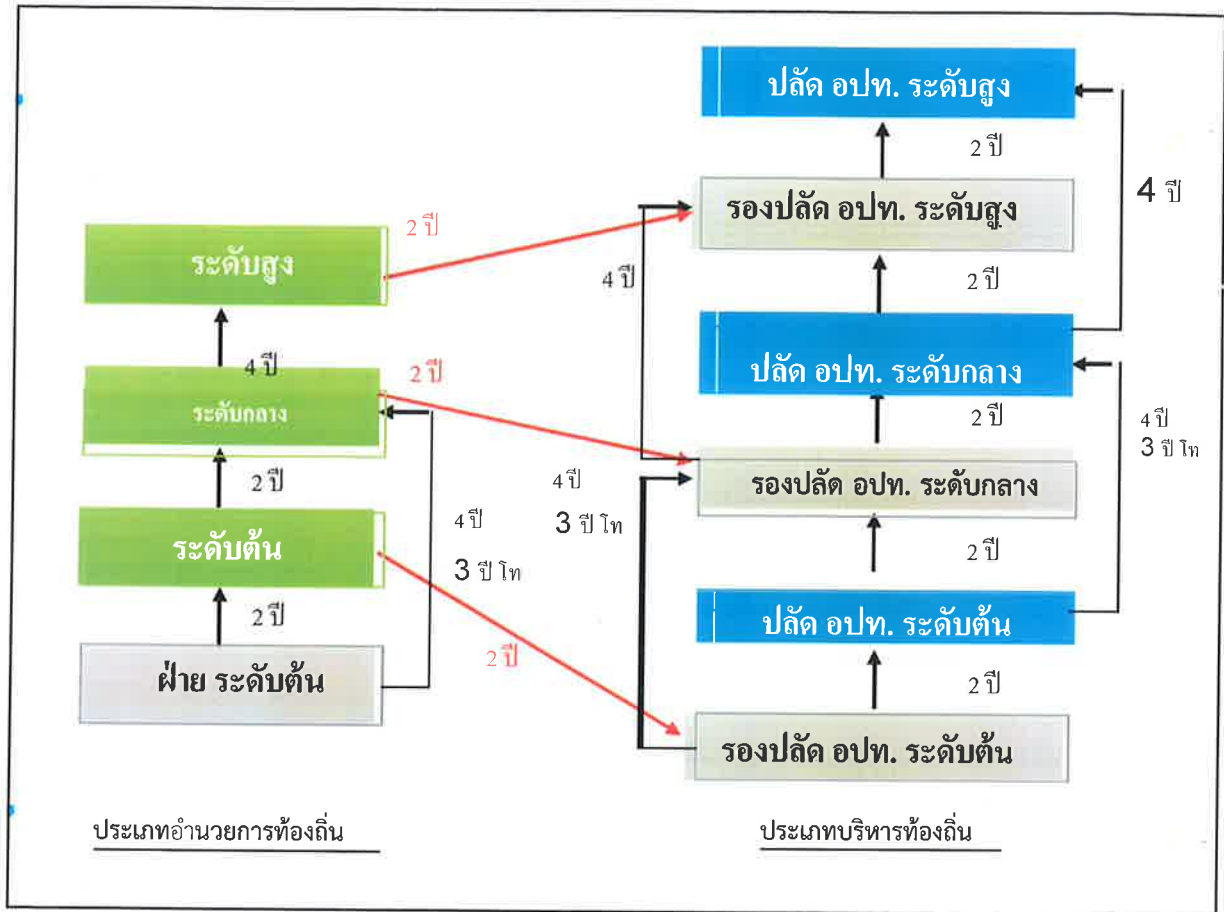 ปลัด อปท. ระดับสูง
2 ปี
รองปลัด อปท. ระดับสูง
4 ปี
2 ปี
ระดับสูง
4 ปี
2 ปี
4 ปี
2 ปี
ปลัด อปท. ระดับกลาง
ระดับกลาง
2 ปี
4 ปี
3 ปี โท
2 ปี
4 ปี
3 ปี โท
รองปลัด อปท. ระดับกลาง
ระดับต้น
4 ปี
3 ปี โท
2 ปี
2 ปี
ปลัด อปท. ระดับต้น
2 ปี
ฝ่าย ระดับต้น
2 ปี
รองปลัด อปท. ระดับต้น
ประเภทอำนวยการท้องถิ่น
ประเภทบริหารท้องถิ่น